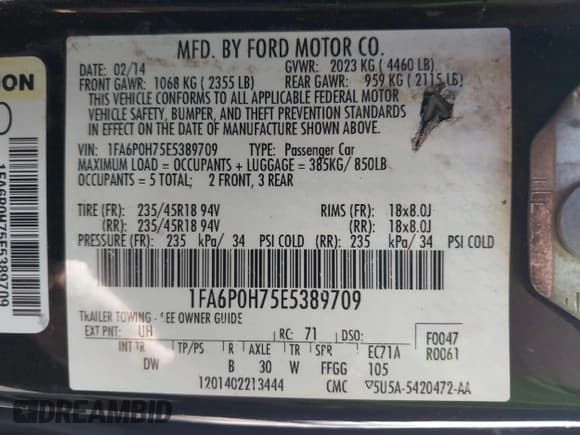 MFD. BY FORD MOTOR CO.
DATE: 02/14 GVWR: 2023 KG ( 4460 LB)
FRONT GAWR: 1068 KG ( 2355 LB) REAR GAWR: 959 KG ( 2115 LB)
THIS VEHICLE CONFORMS TO ALL APPLICABLE FEDERAL MOTOR
VEHICLE SAFETY, BUMPER, AND THEFT PREVENTION STANDARDS
IN EFFECT ON THE DATE OF MANUFACTURE SHOWN ABOVE.
VIN: 1FA6P0H75E5389709 TYPE: Passenger Car
MAXIMUM LOAD = OCCUPANTS + LUGGAGE = 385KG/ 850LB
OCCUPANTS = 5 TOTAL; 2 FRONT, 3 REAR
TIRE (FR): 235/45R18 94V RIMS (FR): 18x8.0J
(RR): 235/45R18 94V (RR): 18x8.0J
PRESSURE (FR): 235 kPa/ 34 PSI COLD (RR): 235 kPa/ 34 PSI COLD
1FA6P0H75E5389709
TRAILER TOWING - SEE OWNER GUIDE
EXT PNT: UH RC: 71 DSO: F0047
R0061
INT TR TP/PS R AXLE TR SPR EC71A
DW B 30 W FFGG 105
1201402213444 CMC 5U5A-5420472-AA
ION
1FA6P0H75E5389709
DREAMBID